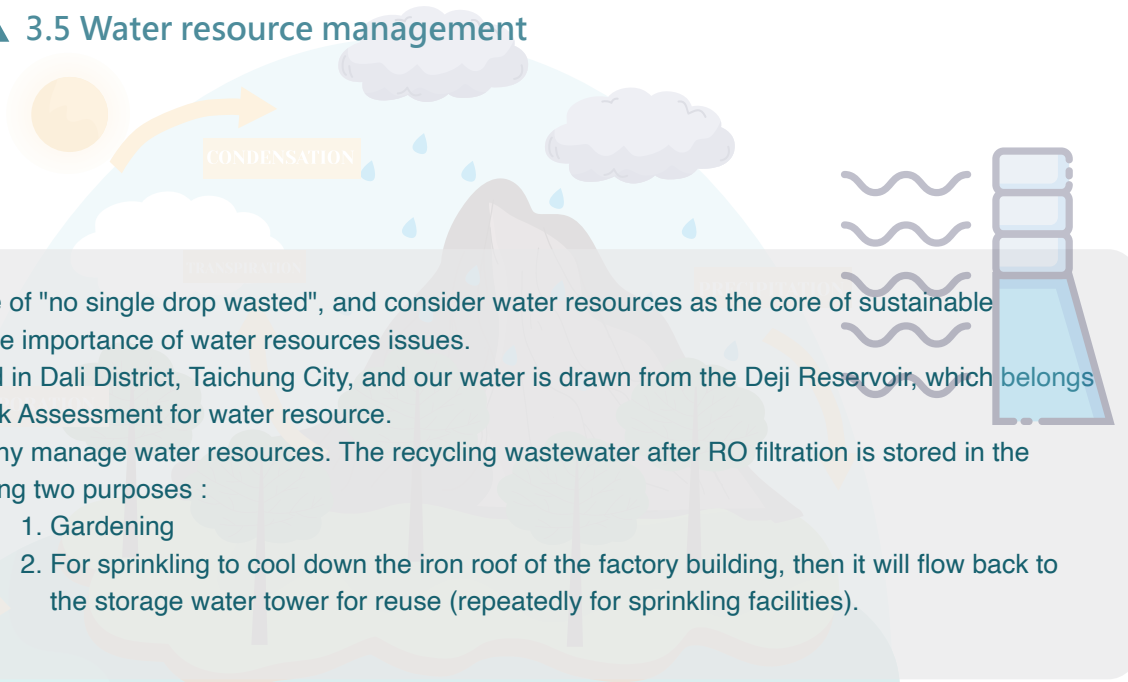 3.5 Water resource management
CONDENSATION
TRANSPIRATION
PRECIPITATION
of "no single drop wasted", and consider water resources as the core of sustainable
importance of water resources issues.
in Dali District, Taichung City, and our water is drawn from the Deji Reservoir, which belongs
Assessment for water resource.
manage water resources. The recycling wastewater after RO filtration is stored in the
two purposes :
1. Gardening
2. For sprinkling to cool down the iron roof of the factory building, then it will flow back to
the storage water tower for reuse (repeatedly for sprinkling facilities).